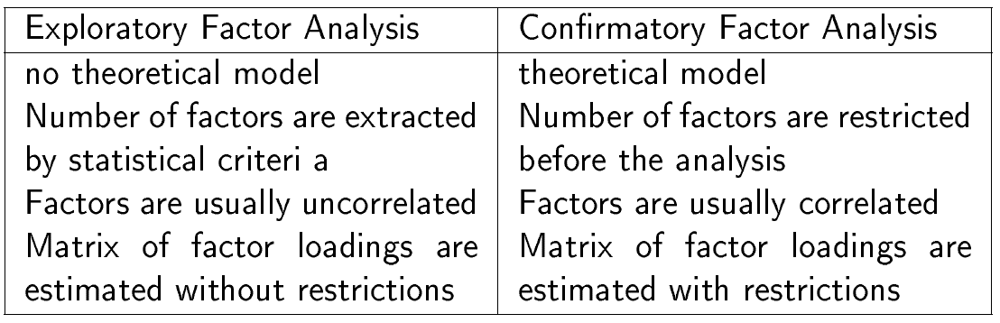 Exploratory Factor Analysis Confirmatory Factor Analysis
no theoretical model theoretical model
Number of factors are extracted Number of factors are restricted
by statistical criteri a before the analysis
Factors are usually uncorrelated Factors are usually correlated
Matrix of factor loadings are Matrix of factor loadings are
estimated without restrictions estimated with restrictions